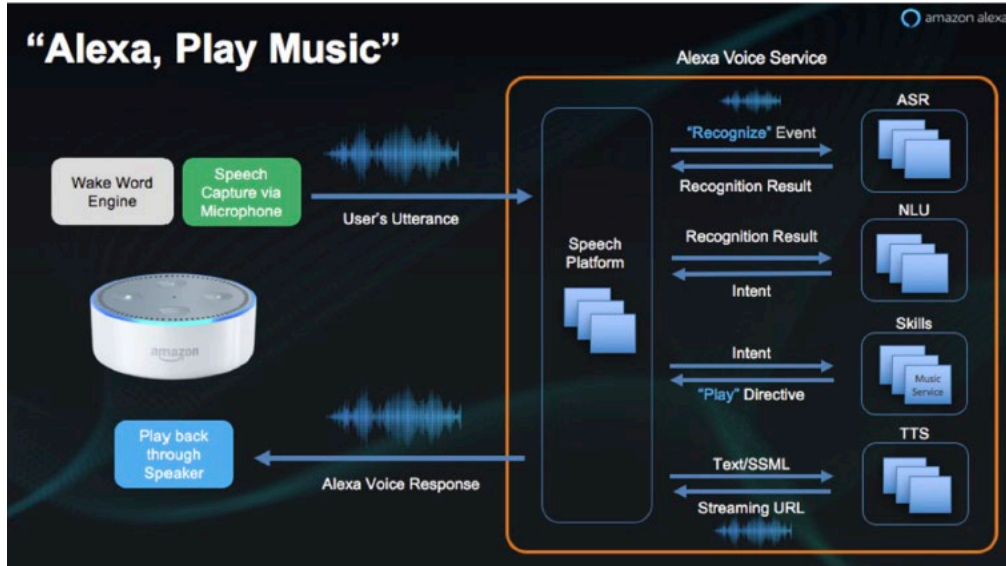 amazon alexa
“Alexa, Play Music”
Alexa Voice Service
Wake Word
Engine
Speech
Capture via
Microphone
User's Utterance
amazon
Play back
through
Speaker
Alexa Voice Response
Speech
Platform
ASR
“Recognize” Event
Recognition Result
NLU
Recognition Result
Intent
Skills
Intent
Music
Service
“Play” Directive
TTS
Text/SSML
Streaming URL